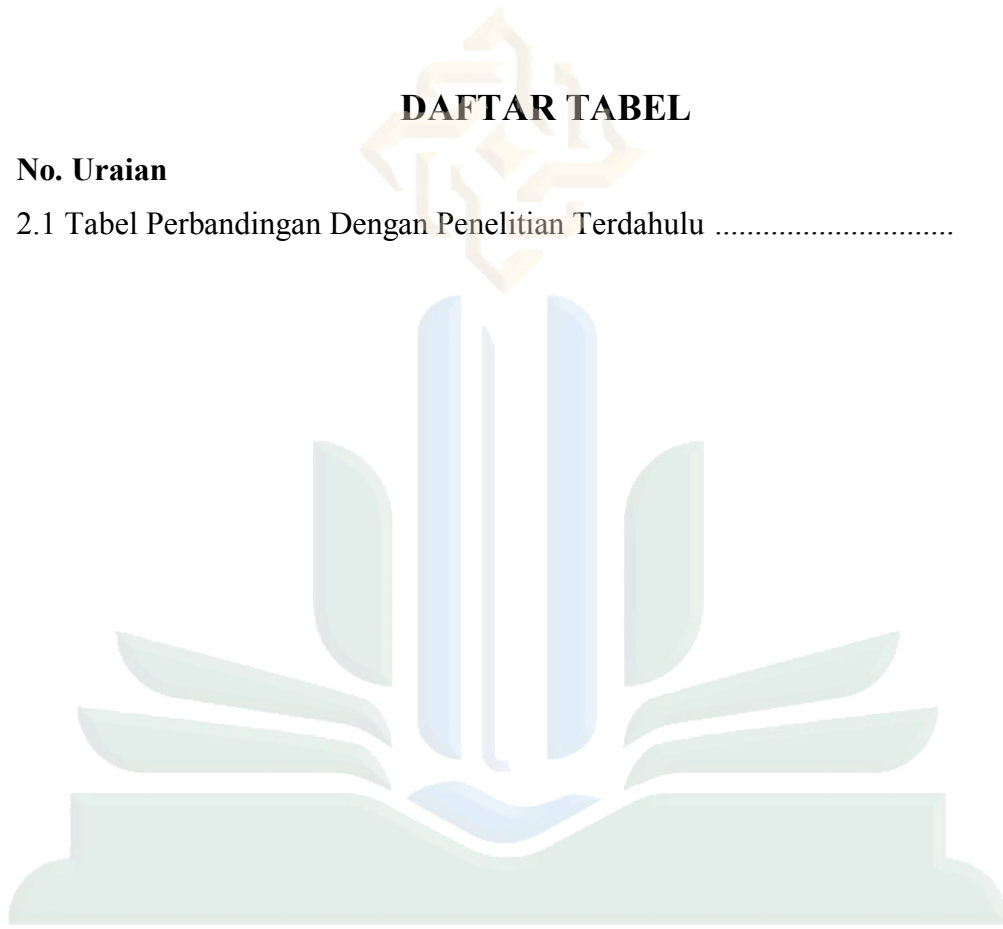 DAFTAR TABEL
No. Uraian
2.1 Tabel Perbandingan Dengan Penelitian Terdahulu ..............................